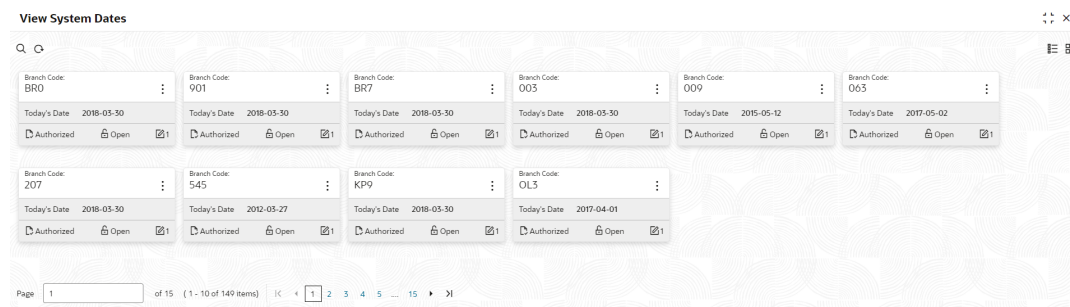 View System Dates
Branch Code: Branch Code: Branch Code: Branch Code: Branch Code: Branch Code:
BR0 901 BR7 003 009 063
Today's Date 2018-03-30 Today's Date 2018-03-30 Today's Date 2018-03-30 Today's Date 2018-03-30 Today's Date 2015-05-12 Today's Date 2017-05-02
Authorized Open 1 Authorized Open 1 Authorized Open 1 Authorized Open 1 Authorized Open 1 Authorized Open 1
Branch Code: Branch Code: Branch Code: Branch Code:
207 545 KP9 OL3
Today's Date 2018-03-30 Today's Date 2012-03-27 Today's Date 2018-03-30 Today's Date 2017-04-01
Authorized Open 1 Authorized Open 1 Authorized Open 1 Authorized Open 1
Page 1 of 15 ( 1 - 10 of 149 items) 1 2 3 4 5 .... 15